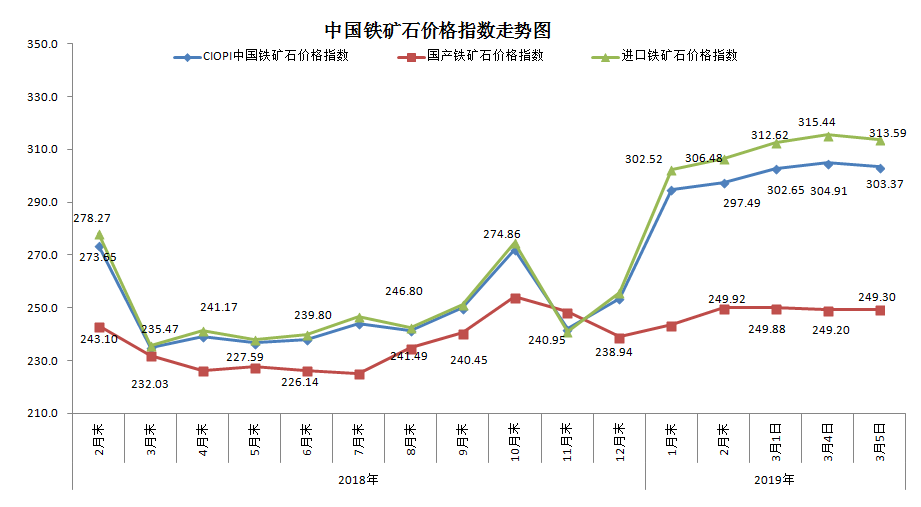 中国铁矿石价格指数走势图
350.0
CIOPI中国铁矿石价格指数
国产铁矿石价格指数
进口铁矿石价格指数
330.0
310.0
290.0
270.0
250.0
230.0
210.0
278.27
273.65
243.10
235.47
232.03
241.17
227.59
239.80
226.14
246.80
241.49
240.45
274.86
240.95
238.94
302.52
306.48
297.49
249.92
312.62
302.65
249.88
315.44
304.91
249.20
313.59
303.37
249.30
2月末
3月末
4月末
5月末
6月末
7月末
8月末
9月末
10月末
11月末
12月末
1月末
2月末
3月1日
3月4日
3月5日
2018年
2019年